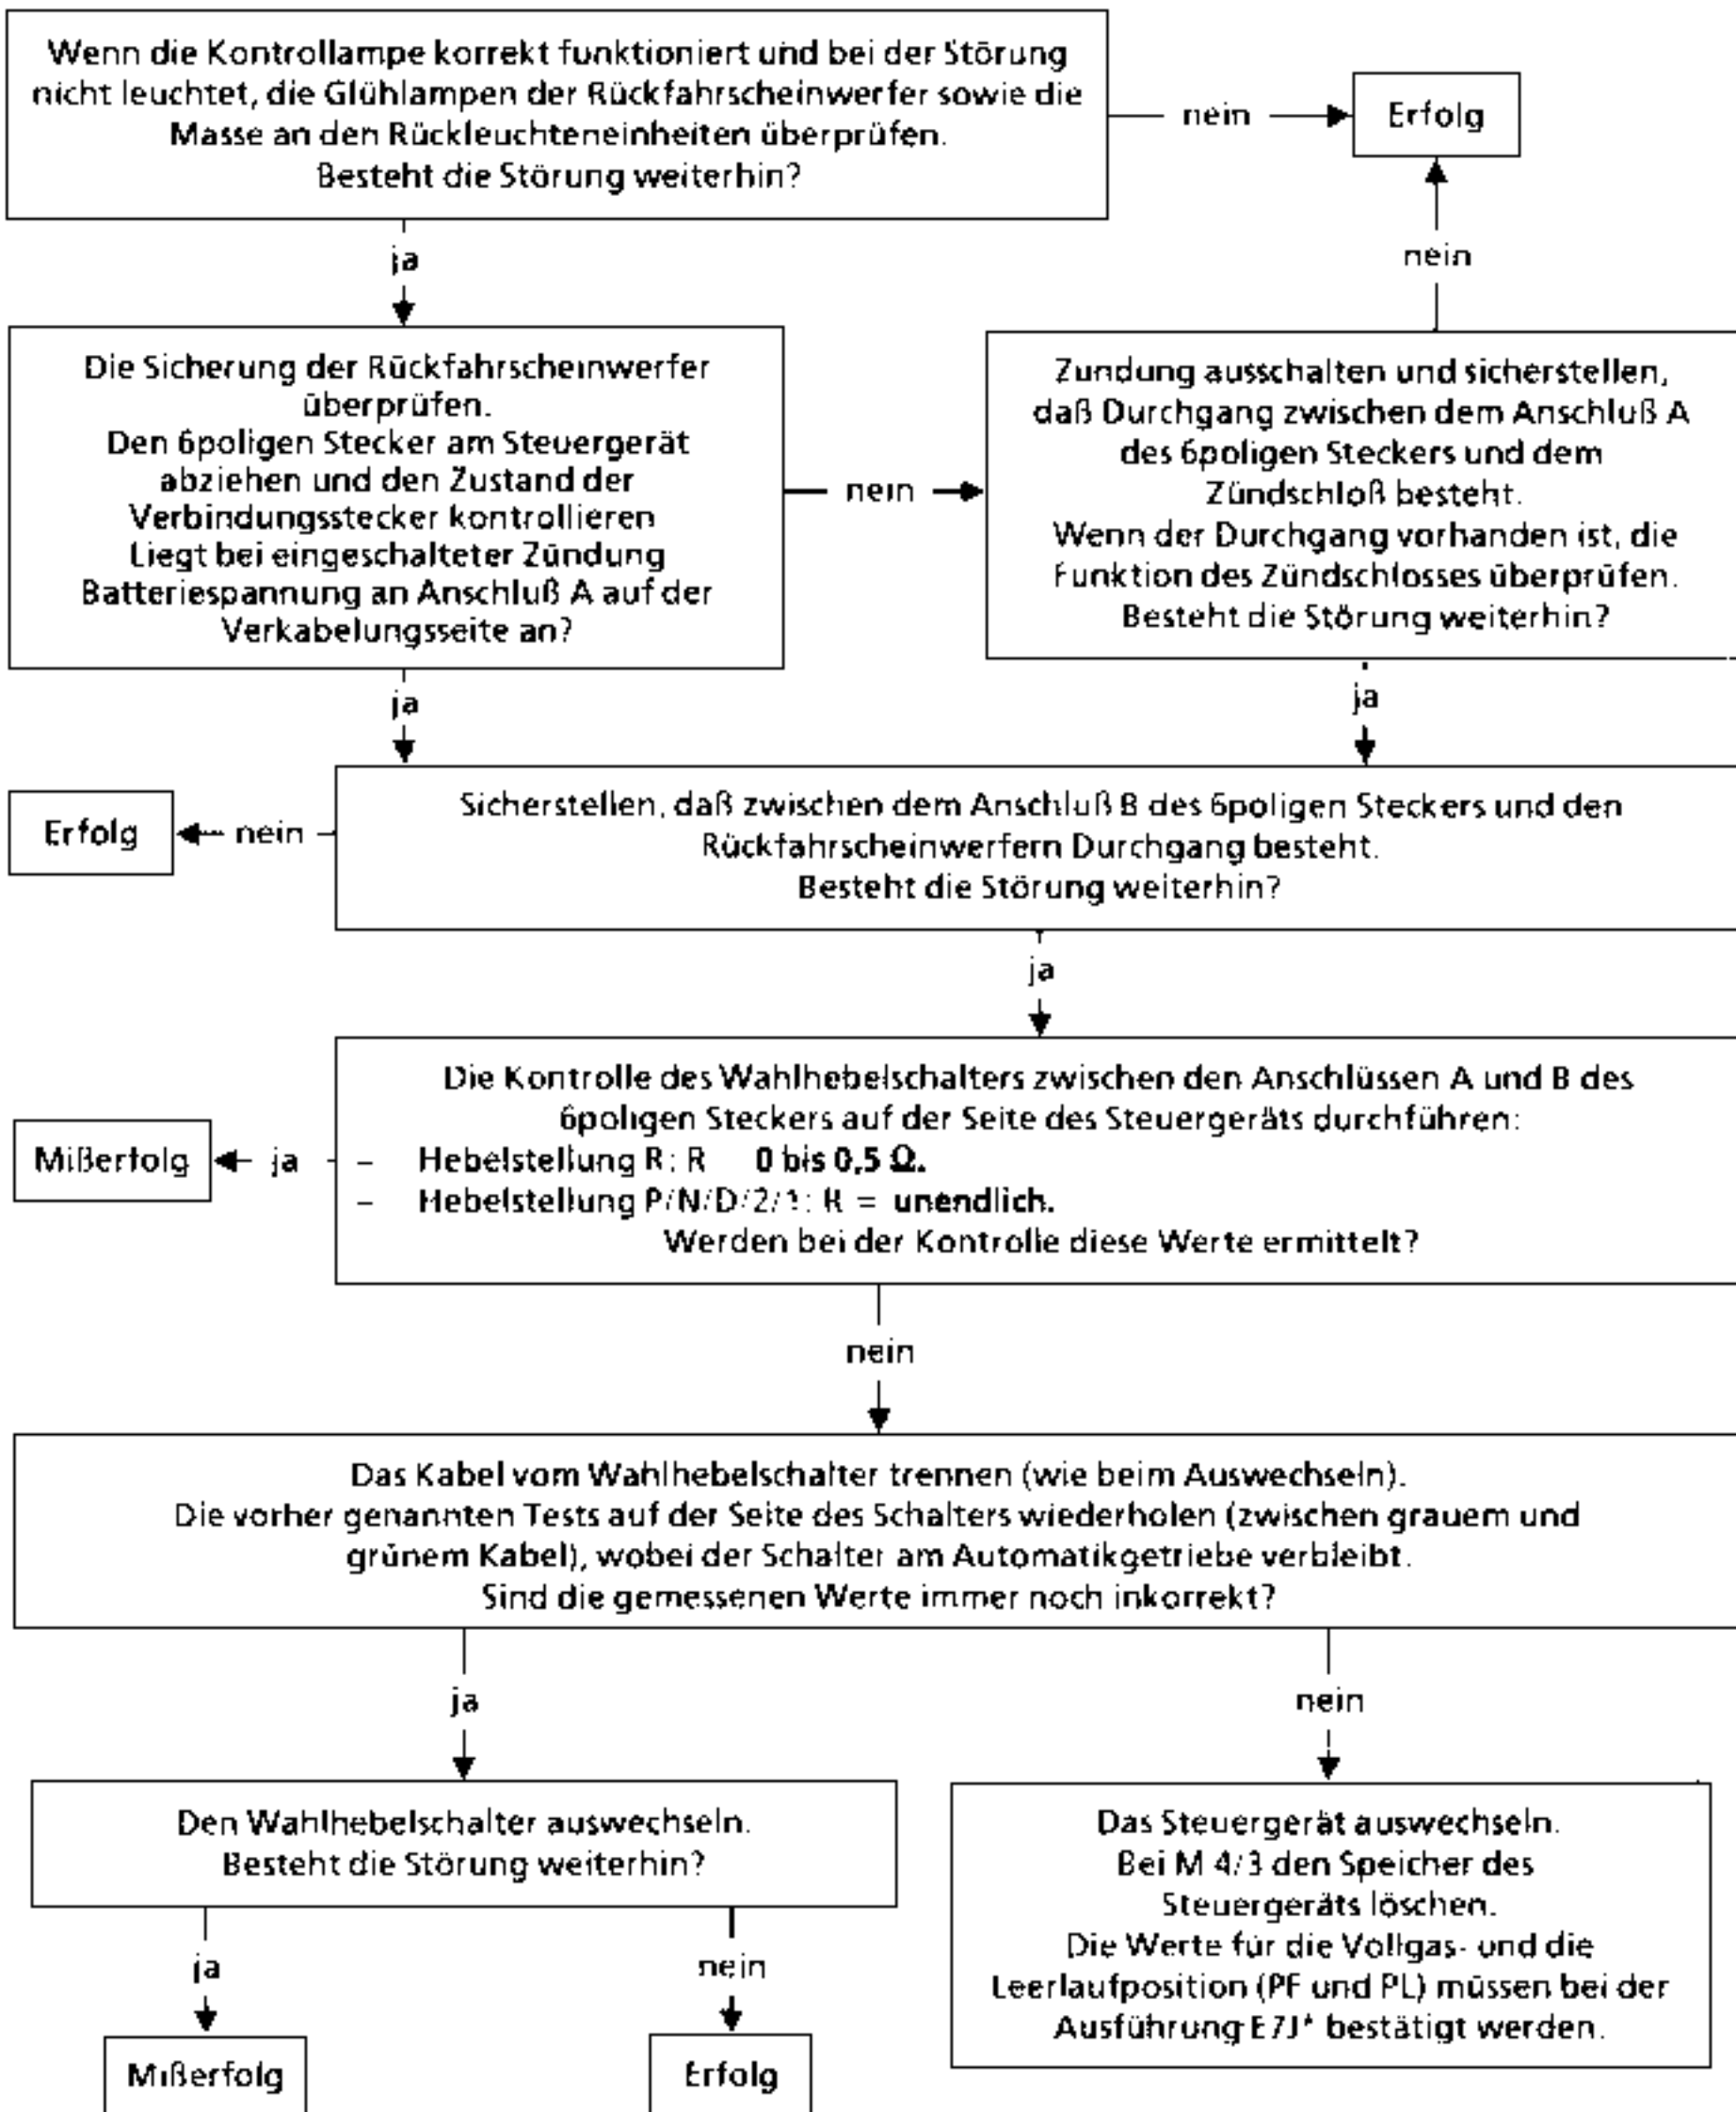 Wenn die Kontrollampe korrekt funktioniert und bei der Störung
nicht leuchtet, die Glühlampen der Rückfahrscheinwerfer sowie die
Masse an den Rückleuchteneinheiten überprüfen.
Besteht die Störung weiterhin?
nein
Erfolg
ja
nein
Die Sicherung der Rückfahrscheinwerfer
überprüfen.
Den 6poligen Stecker am Steuergerät
abziehen und den Zustand der
Verbindungsstecker kontrollieren
Liegt bei eingeschalteter Zündung
Batteriespannung an Anschluß A auf der
Verkabelungsseite an?
nein
Zundung ausschalten und sicherstellen,
daß Durchgang zwischen dem Anschluß A
des 6poligen Steckers und dem
Zündschloß besteht.
Wenn der Durchgang vorhanden ist, die
Funktion des Zündschlosses überprüfen.
Besteht die Störung weiterhin?
ja
ja
Erfolg
nein
Sicherstellen, daß zwischen dem Anschluß B des 6poligen Steckers und den
Rückfahrscheinwerfern Durchgang besteht.
Besteht die Störung weiterhin?
ja
Die Kontrolle des Wahlhebelschalters zwischen den Anschlüssen A und B des
6poligen Steckers auf der Seite des Steuergeräts durchführen:
Mißerfolg
ja
– Hebelstellung R: R 0 bis 0,5 Ω.
– Hebelstellung P/N/D/2/1: R = unendlich.
Werden bei der Kontrolle diese Werte ermittelt?
nein
Das Kabel vom Wahlhebelschalter trennen (wie beim Auswechseln).
Die vorher genannten Tests auf der Seite des Schalters wiederholen (zwischen grauem und
grünem Kabel), wobei der Schalter am Automatikgetriebe verbleibt.
Sind die gemessenen Werte immer noch inkorrekt?
ja
nein
Den Wahlhebelschalter auswechseln.
Besteht die Störung weiterhin?
Das Steuergerät auswechseln.
Bei M 4/3 den Speicher des
Steuergeräts löschen.
Die Werte für die Vollgas- und die
Leerlaufposition (PF und PL) müssen bei der
Ausführung E7J* bestätigt werden.
ja
nein
Mißerfolg
Erfolg